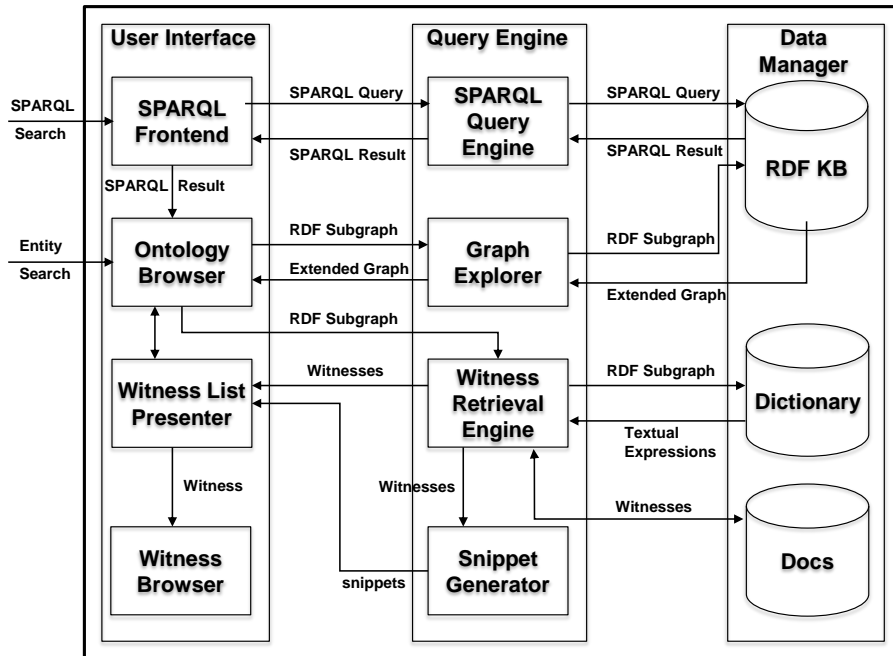 User Interface
Query Engine
Data
Manager
SPARQL
Search
SPARQL
Frontend
SPARQL Query
SPARQL Result
SPARQL
Query
Engine
SPARQL Query
SPARQL Result
RDF KB
SPARQL Result
Entity
Search
Ontology
Browser
RDF Subgraph
Extended Graph
Graph
Explorer
RDF Subgraph
Extended Graph
RDF Subgraph
Witness List
Presenter
Witnesses
Witness
Retrieval
Engine
RDF Subgraph
Textual
Expressions
Dictionary
Witness
Witnesses
Witnesses
Witness
Browser
snippets
Snippet
Generator
Docs